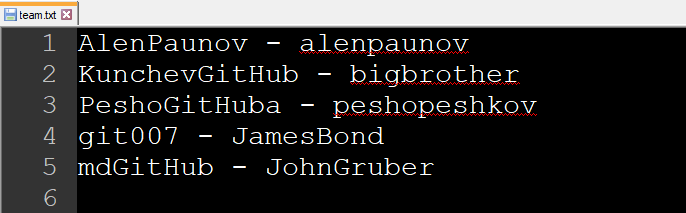 team.txt
1 AlenPaunov - alenpaunov
2 KunchevGitHub - bigbrother
3 PeshoGitHuba - peshopeshkov
4 git007 - JamesBond
5 mdGitHub - JohnGruber
6